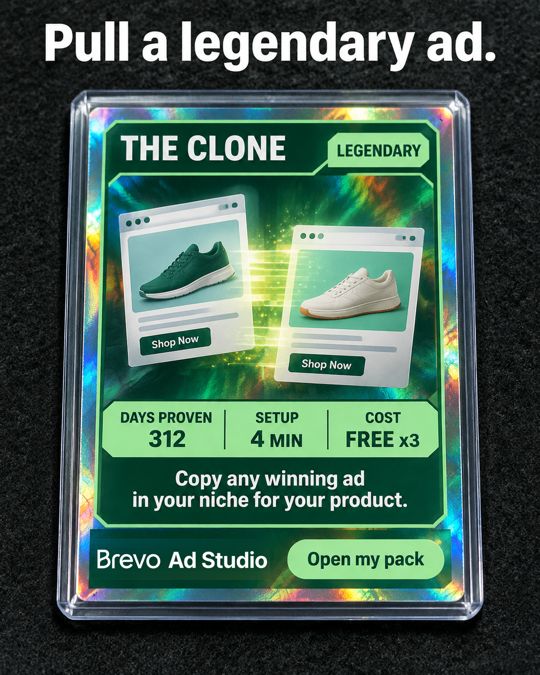 Pull a legendary ad.
THE CLONE
LEGENDARY
Shop Now
Shop Now
DAYS PROVEN
312
SETUP
4 MIN
COST
FREE x3
Copy any winning ad
in your niche for your product.
Brevo Ad Studio
Open my pack